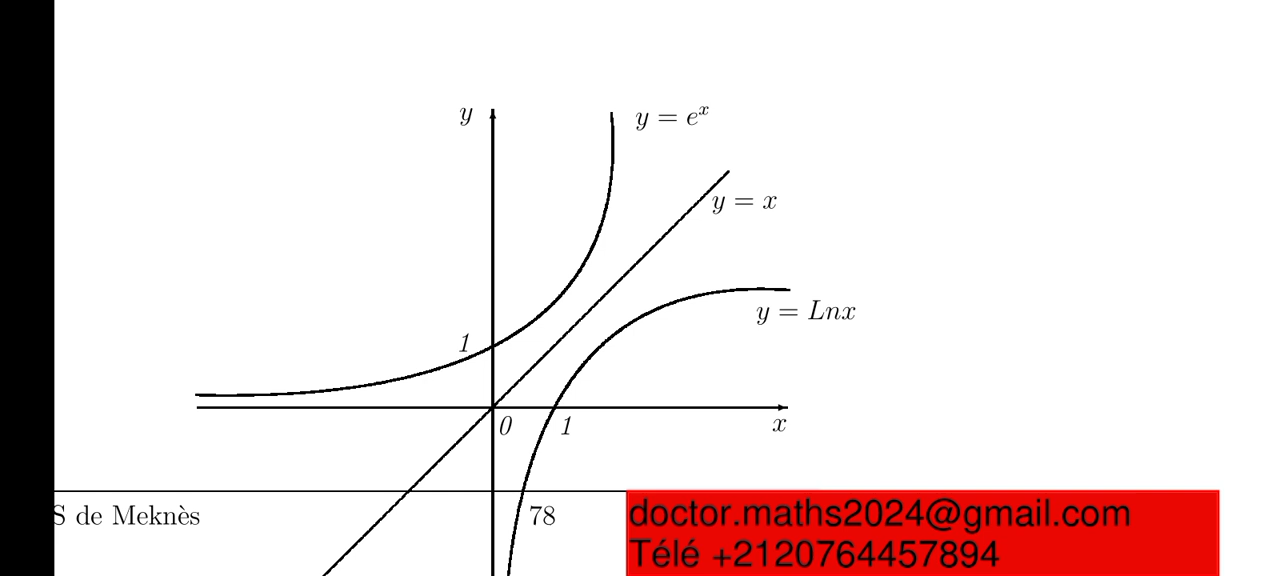 y
y = e^x
y = x
y = Lnx
1
0
1
x
S de Meknès
78
doctor.maths2024@gmail.com
Télé +2120764457894